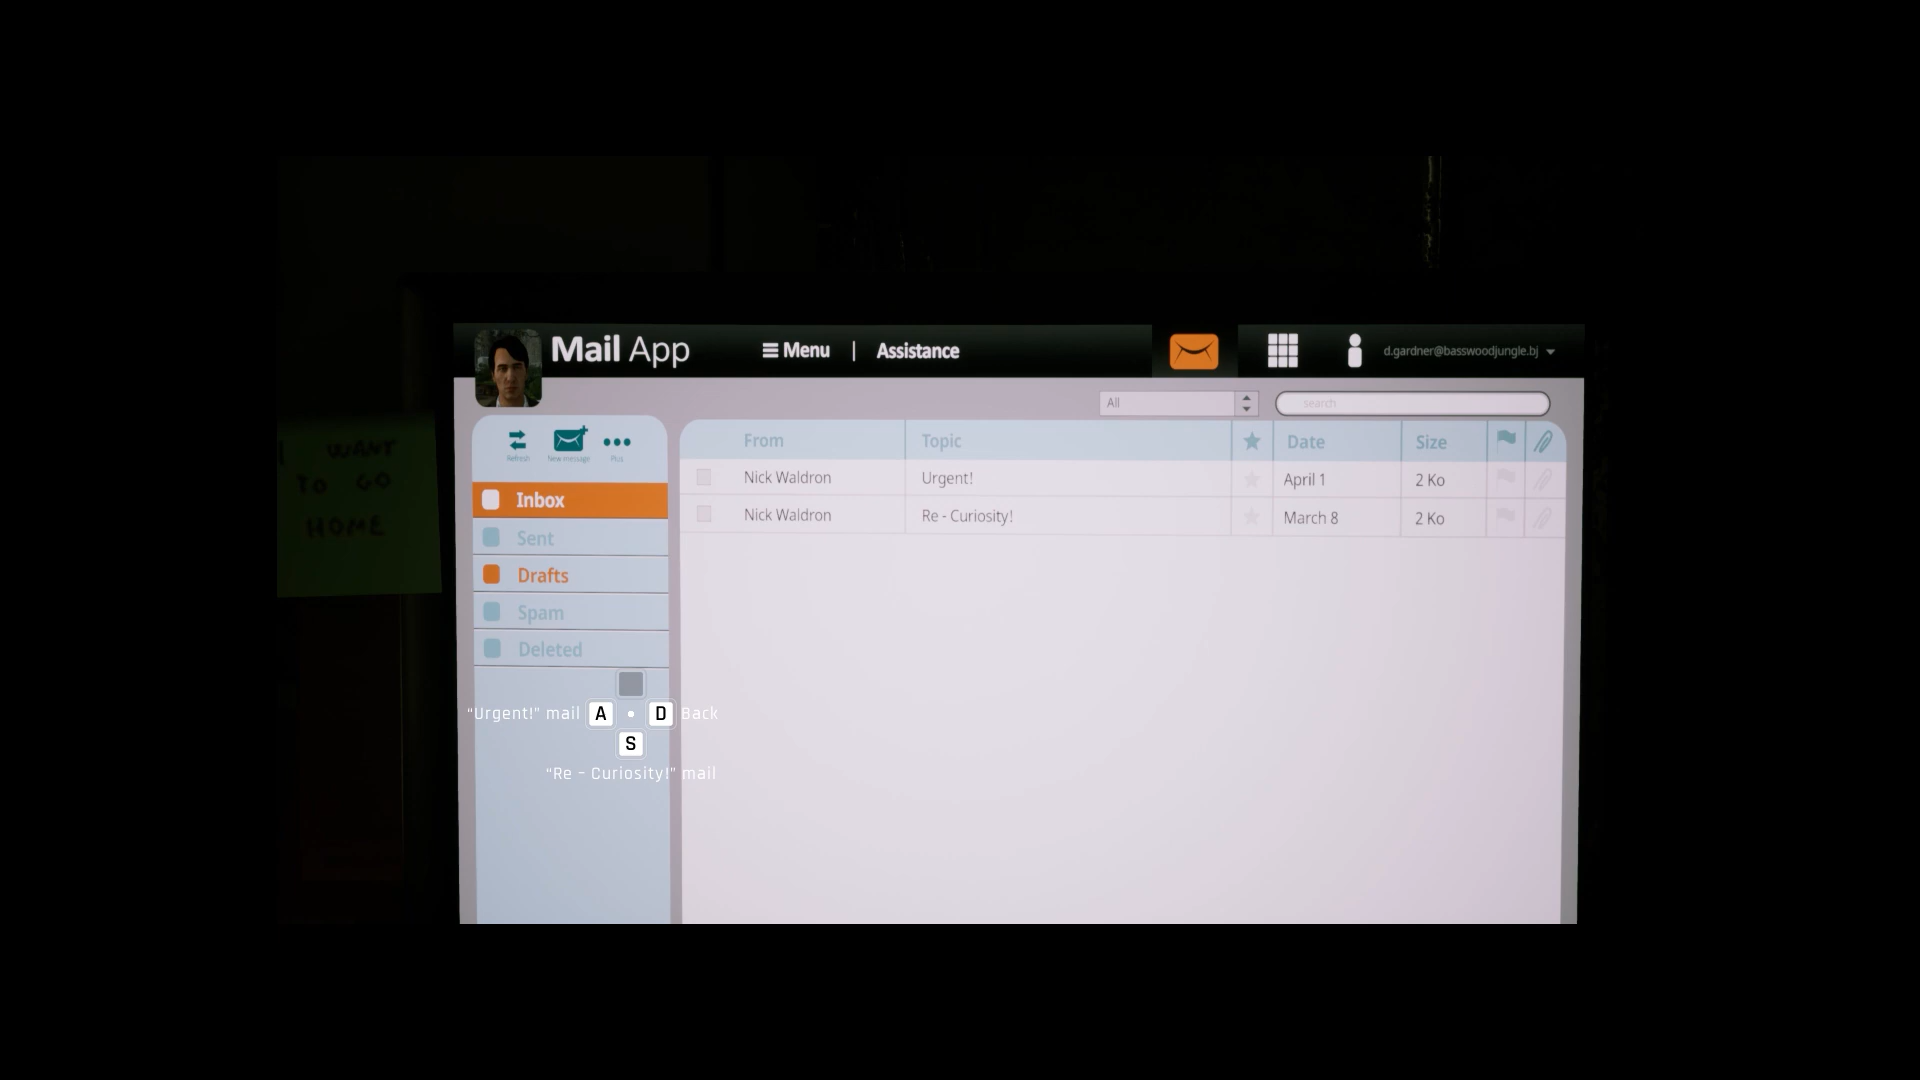 Mail App
Menu | Assistance
d.gardner@basswoodjungle.bj
All
search
I WANT
TO GO
HOME
Refresh
New message
Plus
Inbox
Sent
Drafts
Spam
Deleted
From Topic Date Size
Nick Waldron Urgent! April 1 2 Ko
Nick Waldron Re - Curiosity! March 8 2 Ko
“Urgent!” mail A D Back
S
“Re - Curiosity!” mail